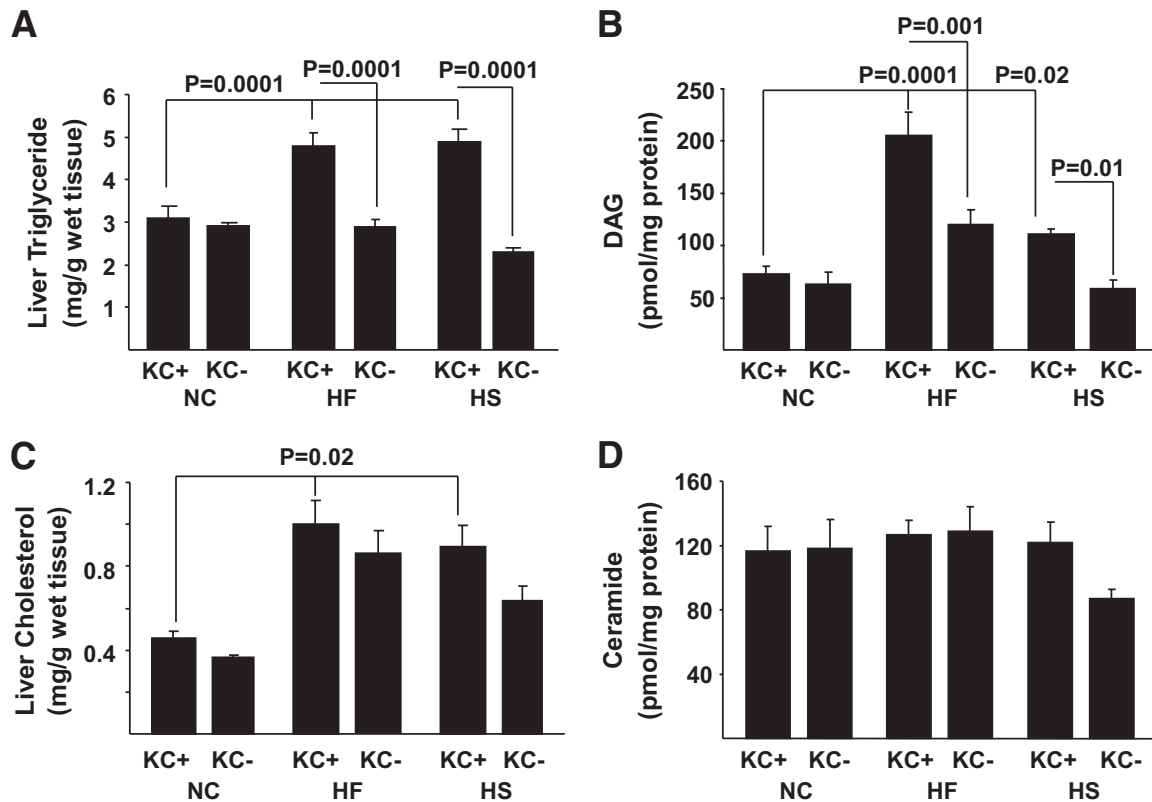 A
P=0.0001
P=0.0001
P=0.0001
Liver Triglyceride
(mg/g wet tissue)
6
5
4
3
2
1
KC+ KC- KC+ KC- KC+ KC-
NC HF HS
B
P=0.001
P=0.0001 P=0.02
P=0.01
DAG
(pmol/mg protein)
250
200
150
100
50
KC+ KC- KC+ KC- KC+ KC-
NC HF HS
C
P=0.02
Liver Cholesterol
(mg/g wet tissue)
1.2
0.8
0.4
KC+ KC- KC+ KC- KC+ KC-
NC HF HS
D
Ceramide
(pmol/mg protein)
160
120
80
40
KC+ KC- KC+ KC- KC+ KC-
NC HF HS